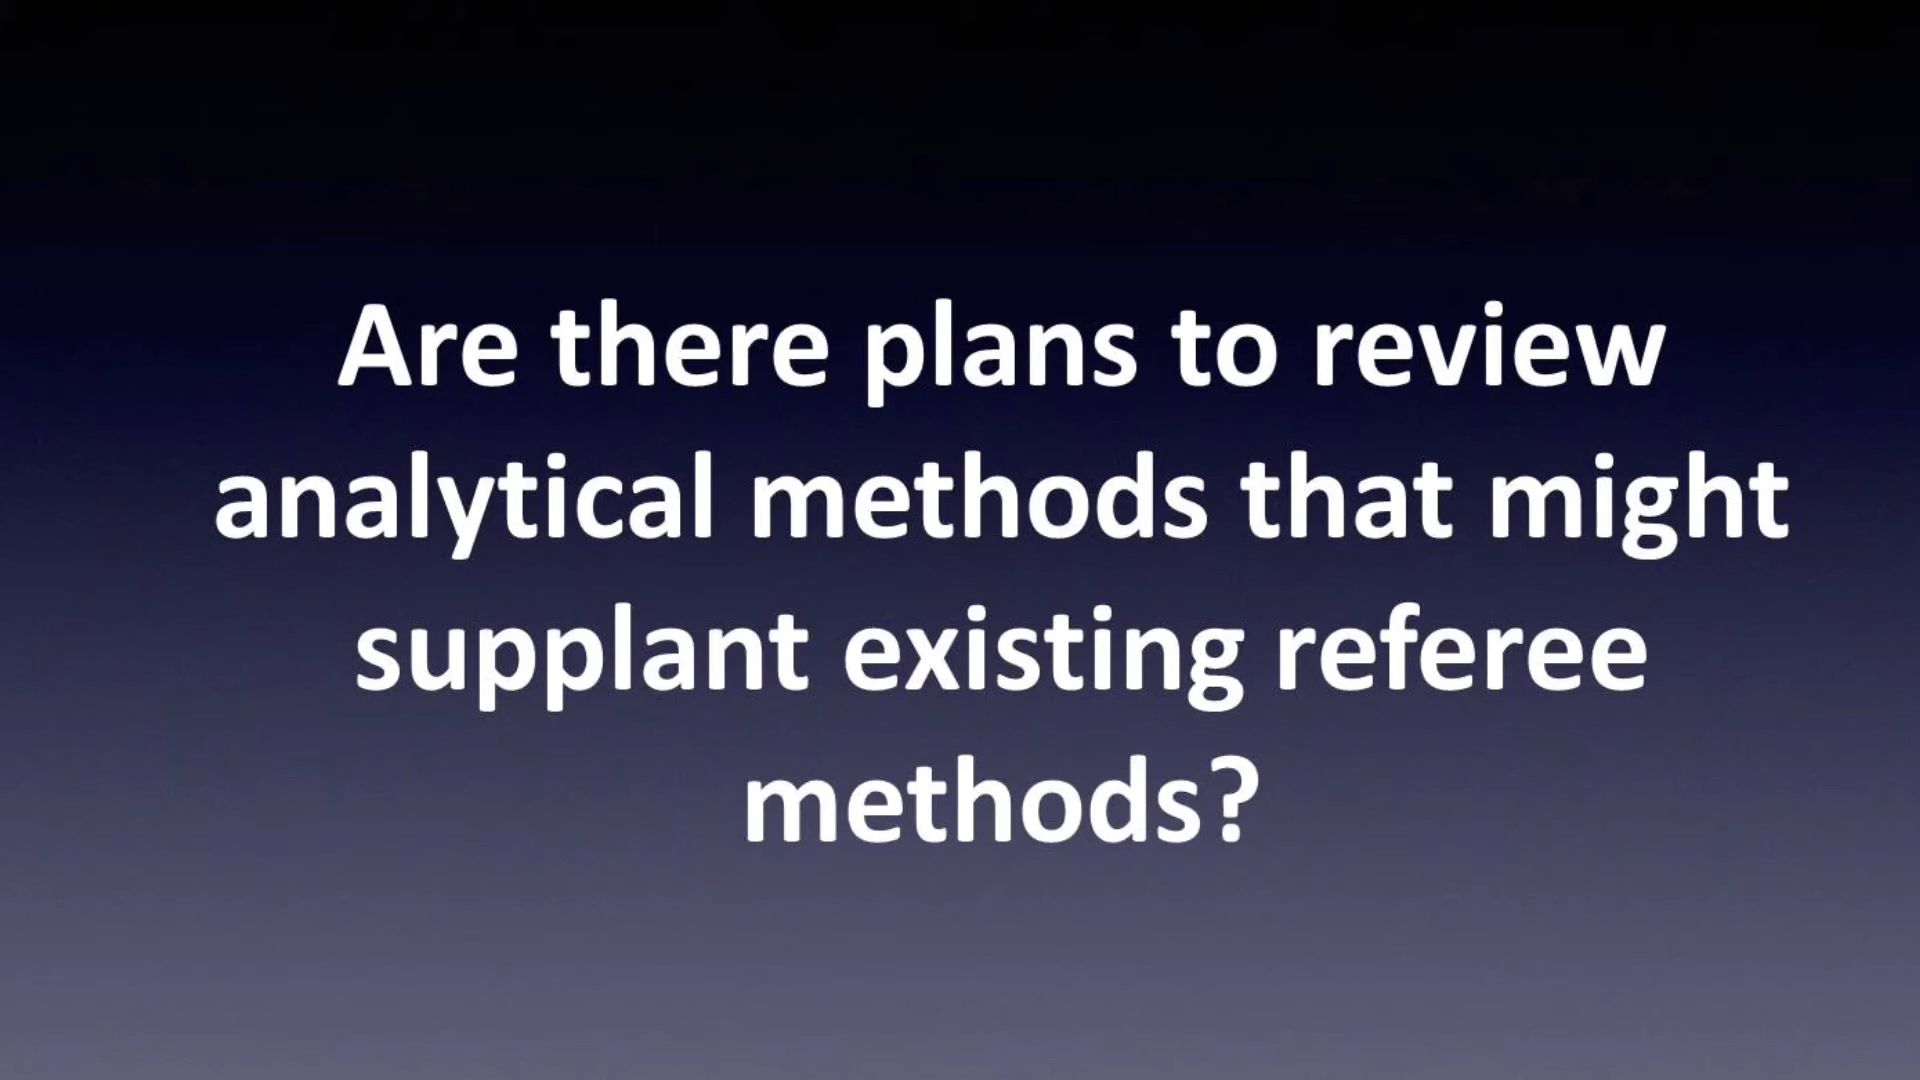 Are there plans to review
analytical methods that might
supplant existing referee
methods?